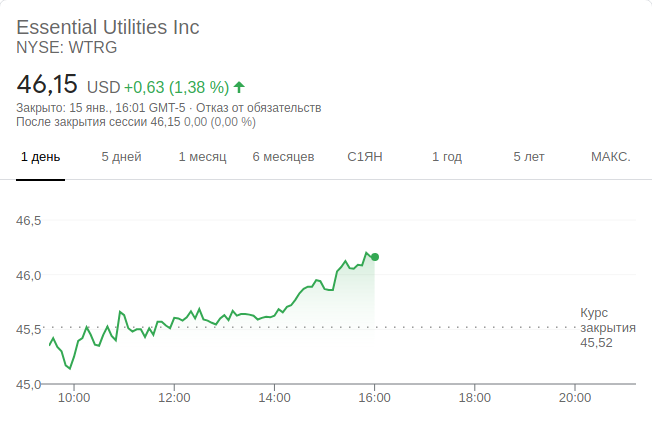 Essential Utilities Inc
NYSE: WTRG
46,15 USD +0,63 (1,38 %)
Закрыто: 15 янв., 16:01 GMT-5 · Отказ от обязательств
После закрытия сессии 46,15 0,00 (0,00 %)
1 день 5 дней 1 месяц 6 месяцев С1ЯН 1 год 5 лет МАКС.
46,5
46,0
45,5
45,0
Курс
закрытия
45,52
10:00 12:00 14:00 16:00 18:00 20:00